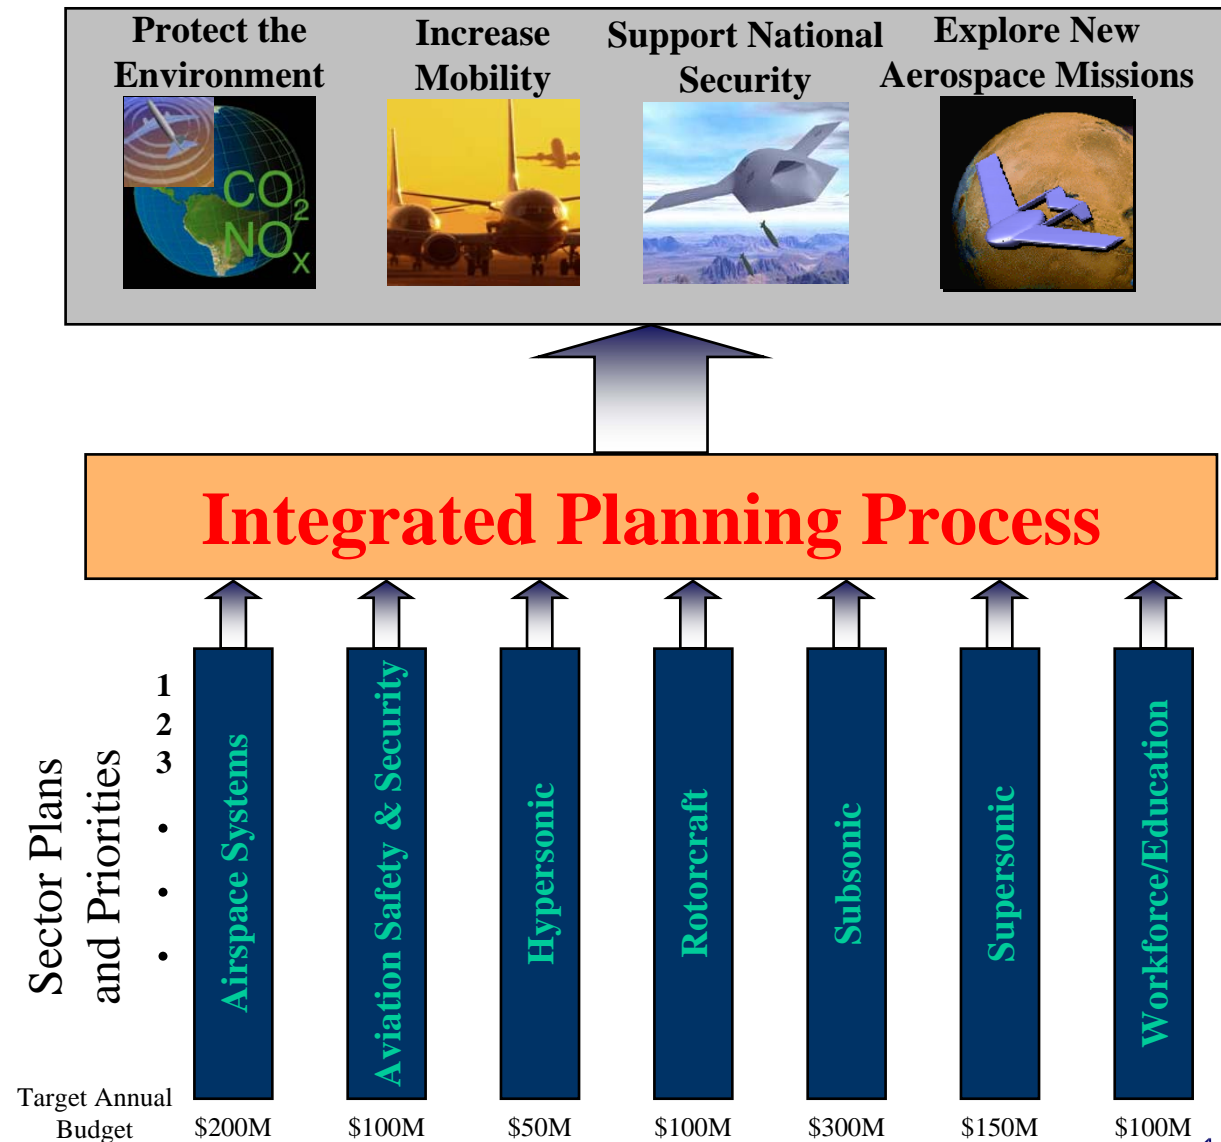 Protect the
Environment
Increase
Mobility
Support National
Security
Explore New
Aerospace Missions
CO2
NOX
Integrated Planning Process
Sector Plans
and Priorities
1
2
3
•
•
•
Airspace Systems
Aviation Safety & Security
Hypersonic
Rotorcraft
Subsonic
Supersonic
Workforce/Education
Target Annual
Budget
$200M
$100M
$50M
$100M
$300M
$150M
$100M